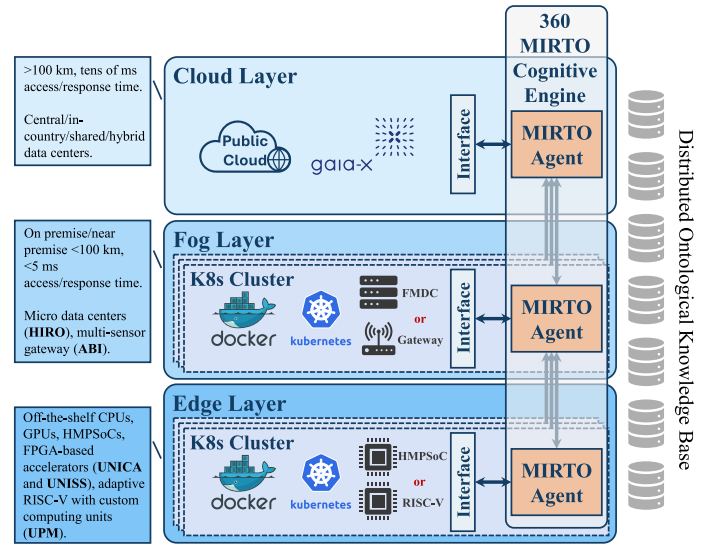 360
MIRTO
Cognitive
Engine
>100 km, tens of ms
access/response time.
Central/in-
country/shared/hybrid
data centers.
Cloud Layer
Public
Cloud
gaia-x
Interface
MIRTO
Agent
On premise/near
premise <100 km,
<5 ms
access/response time.
Micro data centers
(HIRO), multi-sensor
gateway (ABI).
Fog Layer
K8s Cluster
docker
kubernetes
FMDC
or
Gateway
Interface
MIRTO
Agent
Off-the-shelf CPUs,
GPUs, HMPSoCs,
FPGA-based
accelerators (UNICA
and UNISS), adaptive
RISC-V with custom
computing units
(UPM).
Edge Layer
K8s Cluster
docker
kubernetes
HMPSoC
or
RISC-V
Interface
MIRTO
Agent
Distributed Ontological Knowledge Base